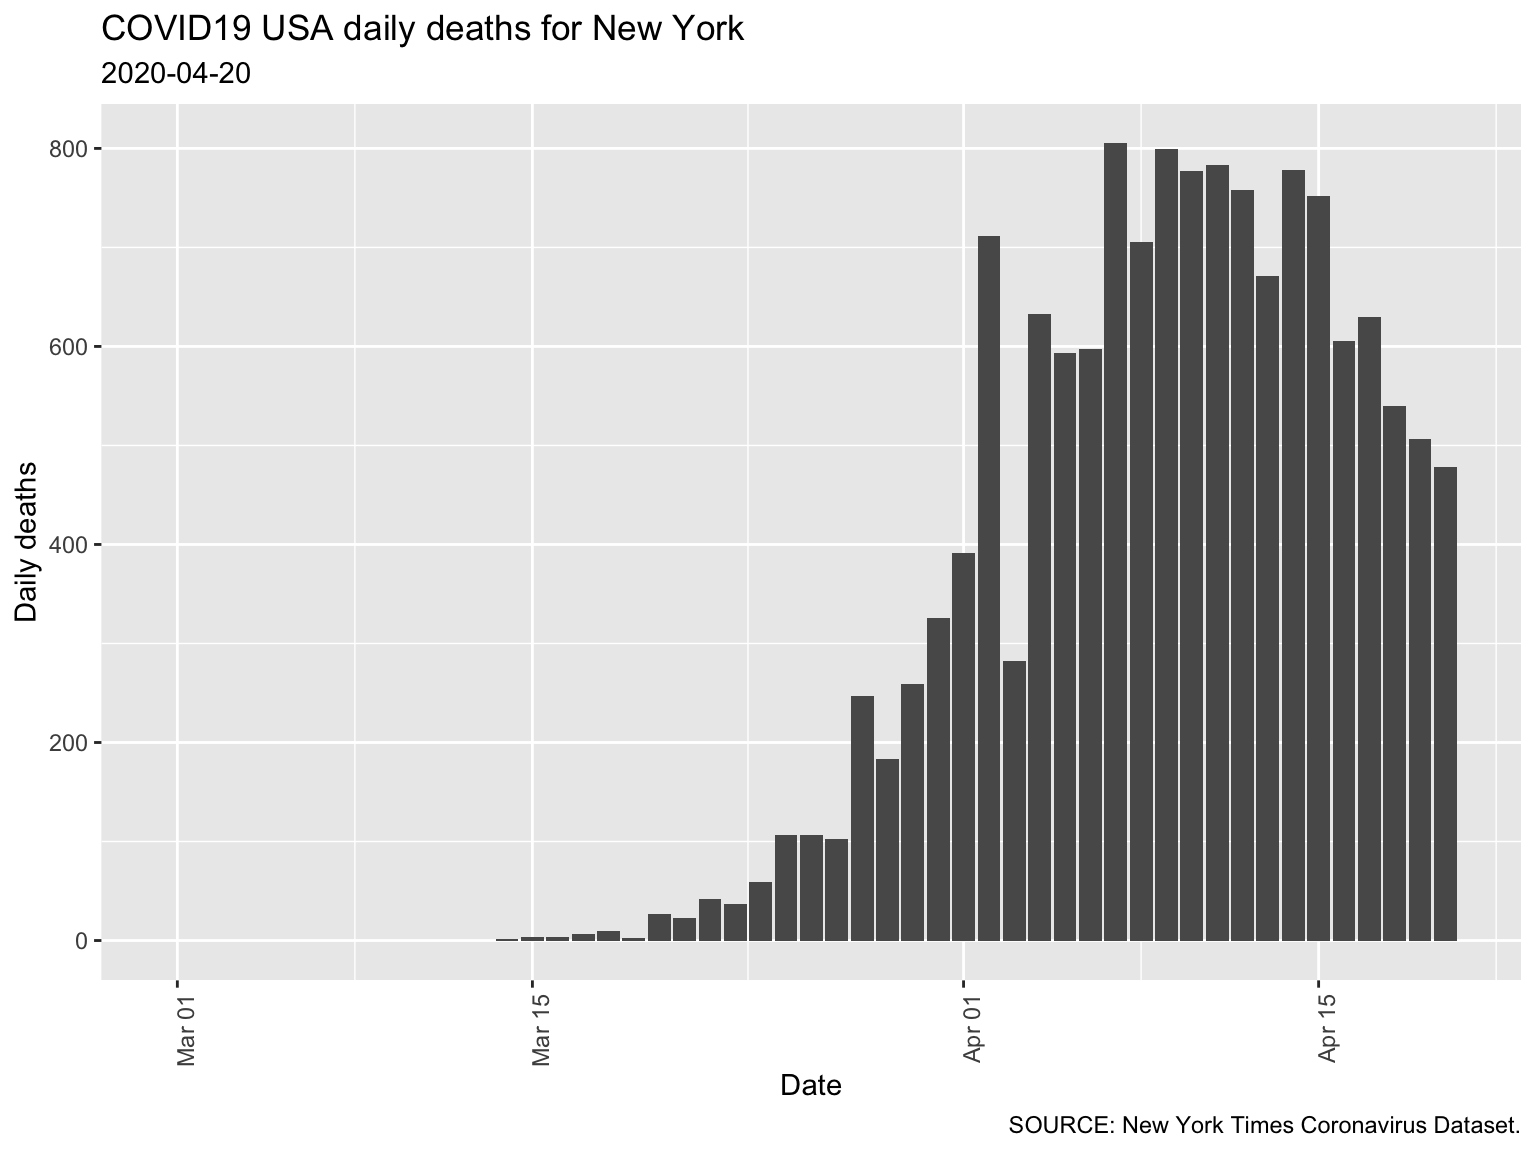 COVID19 USA daily deaths for New York
2020-04-20
Daily deaths
800
600
400
200
0
Mar 01
Mar 15
Apr 01
Apr 15
Date
SOURCE: New York Times Coronavirus Dataset.